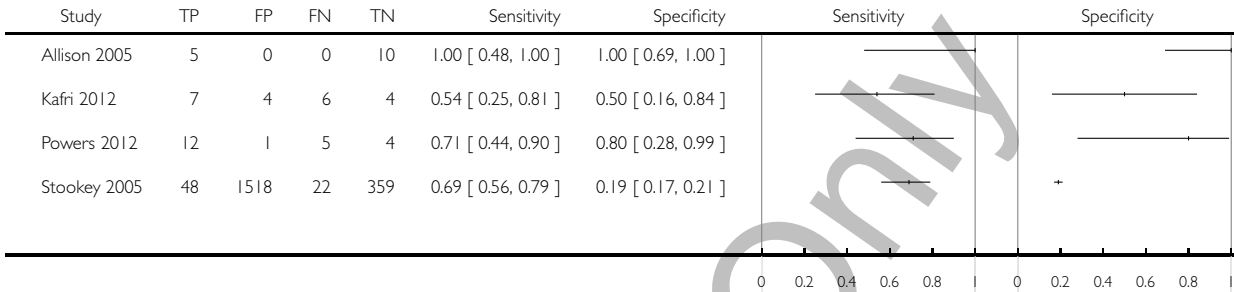 Study TP FP FN TN Sensitivity Specificity Sensitivity Specificity
Allison 2005 5 0 0 10 1.00 [ 0.48, 1.00 ] 1.00 [ 0.69, 1.00 ]
Kafri 2012 7 4 6 4 0.54 [ 0.25, 0.81 ] 0.50 [ 0.16, 0.84 ]
Powers 2012 12 1 5 4 0.71 [ 0.44, 0.90 ] 0.80 [ 0.28, 0.99 ]
Stookey 2005 48 1518 22 359 0.69 [ 0.56, 0.79 ] 0.19 [ 0.17, 0.21 ]
0 0.2 0.4 0.6 0.8 1 0 0.2 0.4 0.6 0.8 1
Only